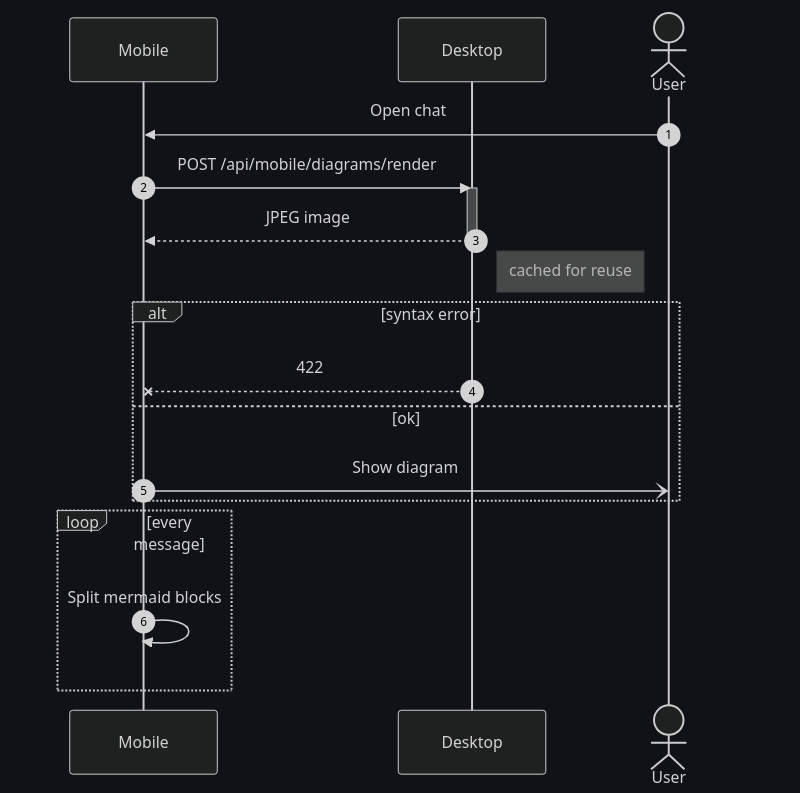 Mobile
Desktop
User
Open chat
1
POST /api/mobile/diagrams/render
2
JPEG image
3
cached for reuse
alt
[syntax error]
422
4
[ok]
Show diagram
5
loop
[every
message]
Split mermaid blocks
6
Mobile
Desktop
User